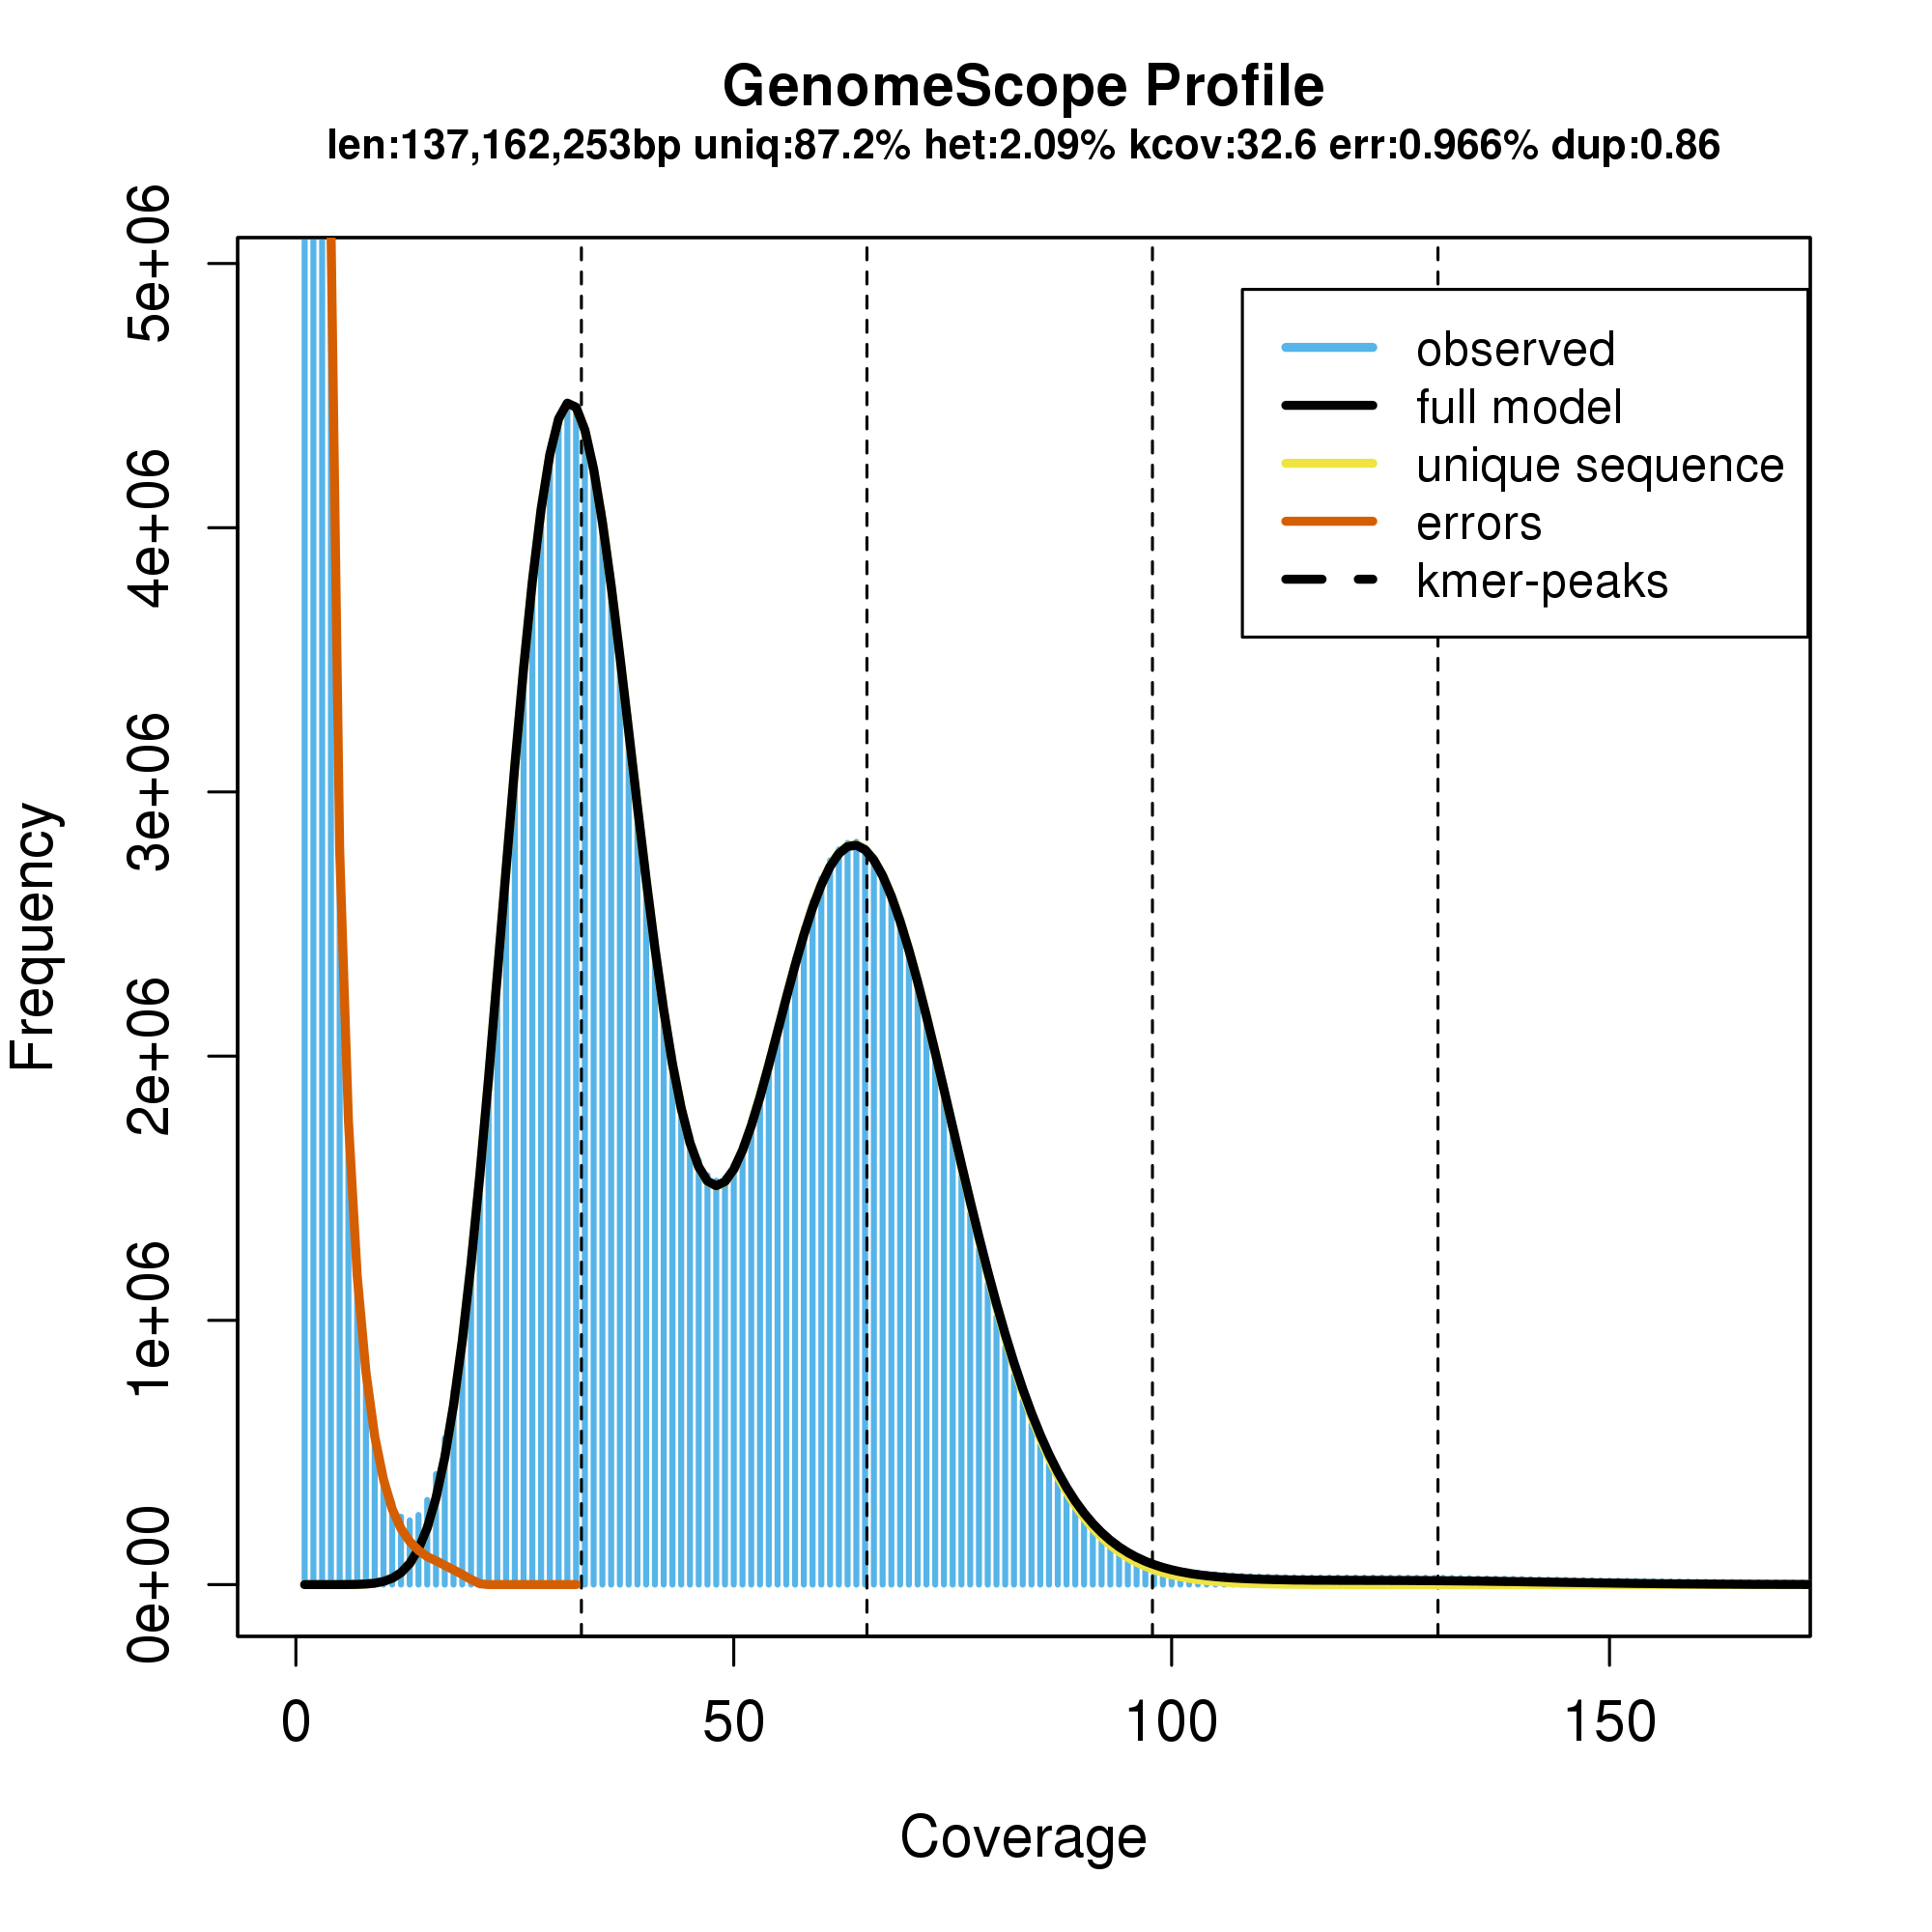 GenomeScope Profile
len:137,162,253bp uniq:87.2% het:2.09% kcov:32.6 err:0.966% dup:0.86
5e+06
4e+06
3e+06
2e+06
1e+06
0e+00
Frequency
observed
full model
unique sequence
errors
kmer-peaks
0
50
100
150
Coverage